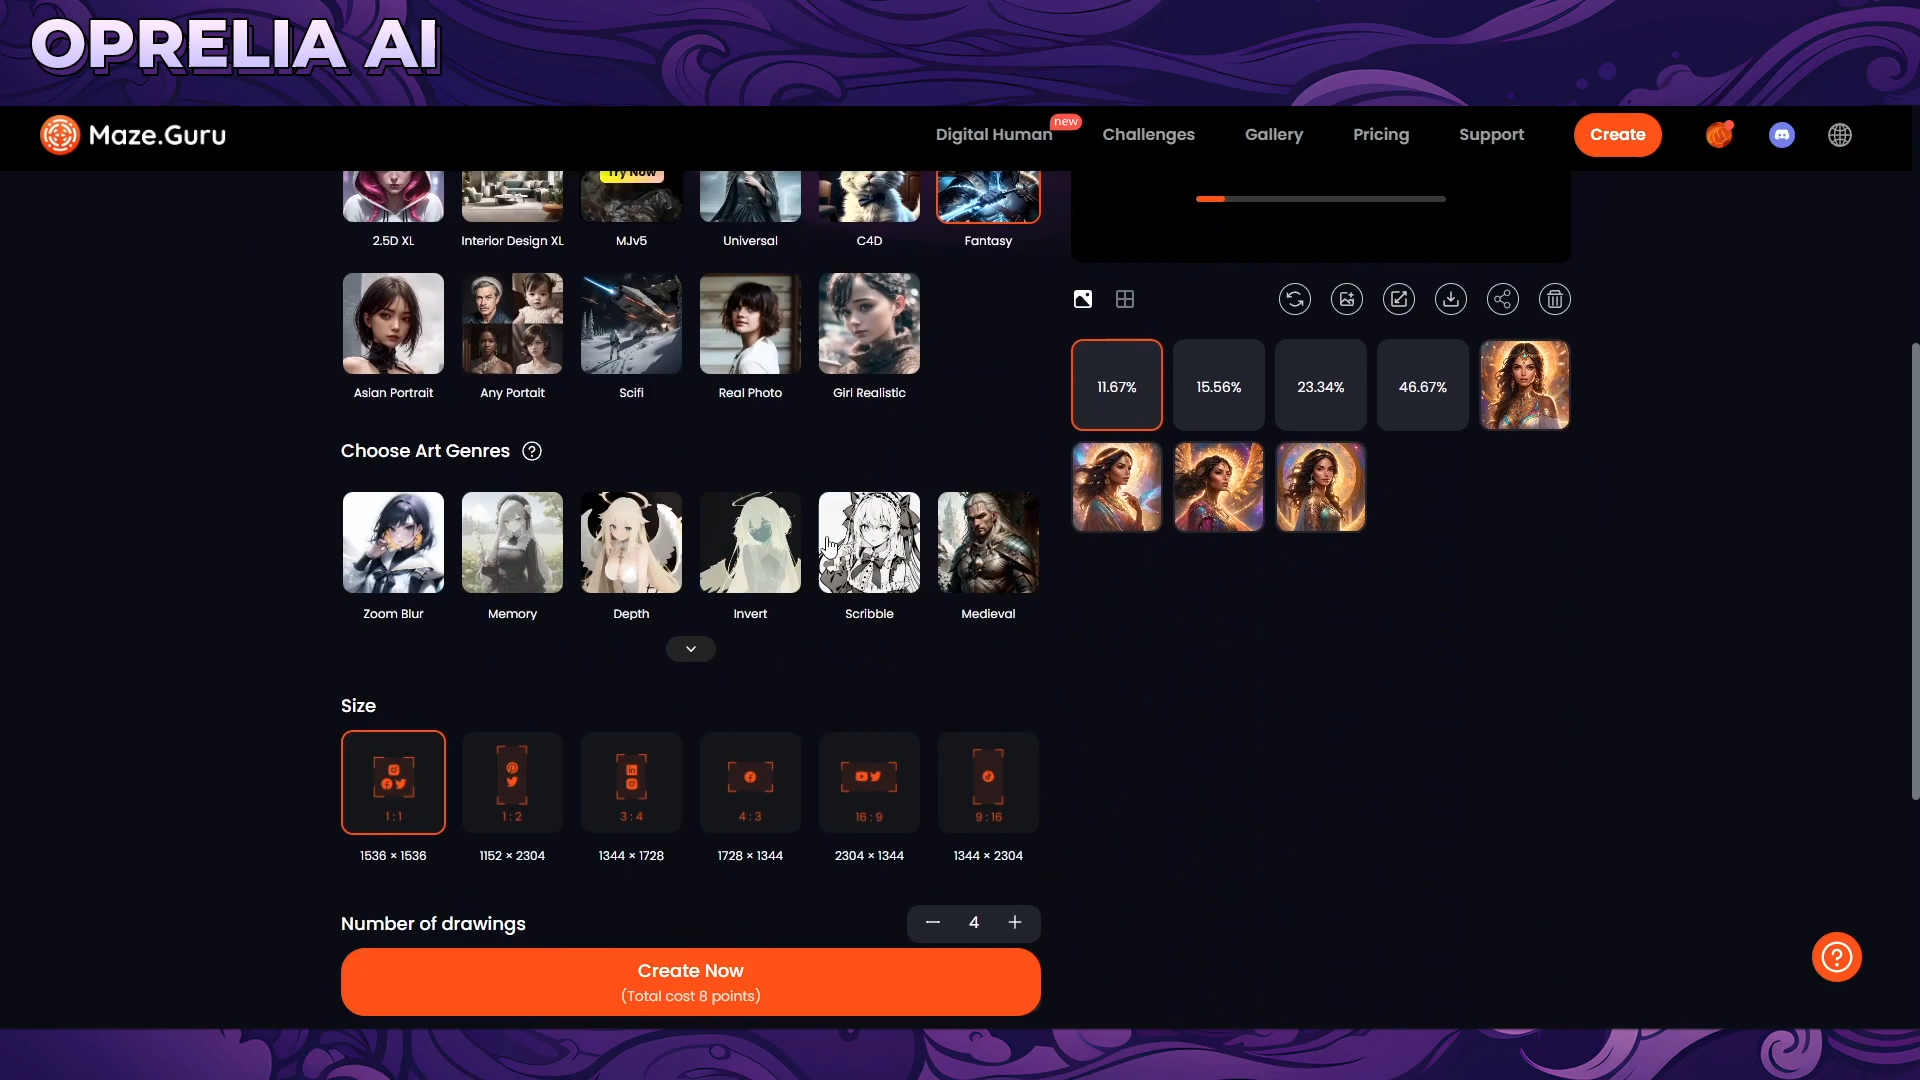 OPRELIA AI
Maze.Guru
Digital Human
new
Challenges
Gallery
Pricing
Support
Create
Try Now
2.5D XL
Interior Design XL
MJv5
Universal
C4D
Fantasy
Asian Portrait
Any Portait
Scifi
Real Photo
Girl Realistic
11.67%
15.56%
23.34%
46.67%
Choose Art Genres
Zoom Blur
Memory
Depth
Invert
Scribble
Medieval
Size
1 : 1
1 : 2
3 : 4
4 : 3
16 : 9
9 : 16
1536 × 1536
1152 × 2304
1344 × 1728
1728 × 1344
2304 × 1344
1344 × 2304
Number of drawings
4
Create Now
(Total cost 8 points)